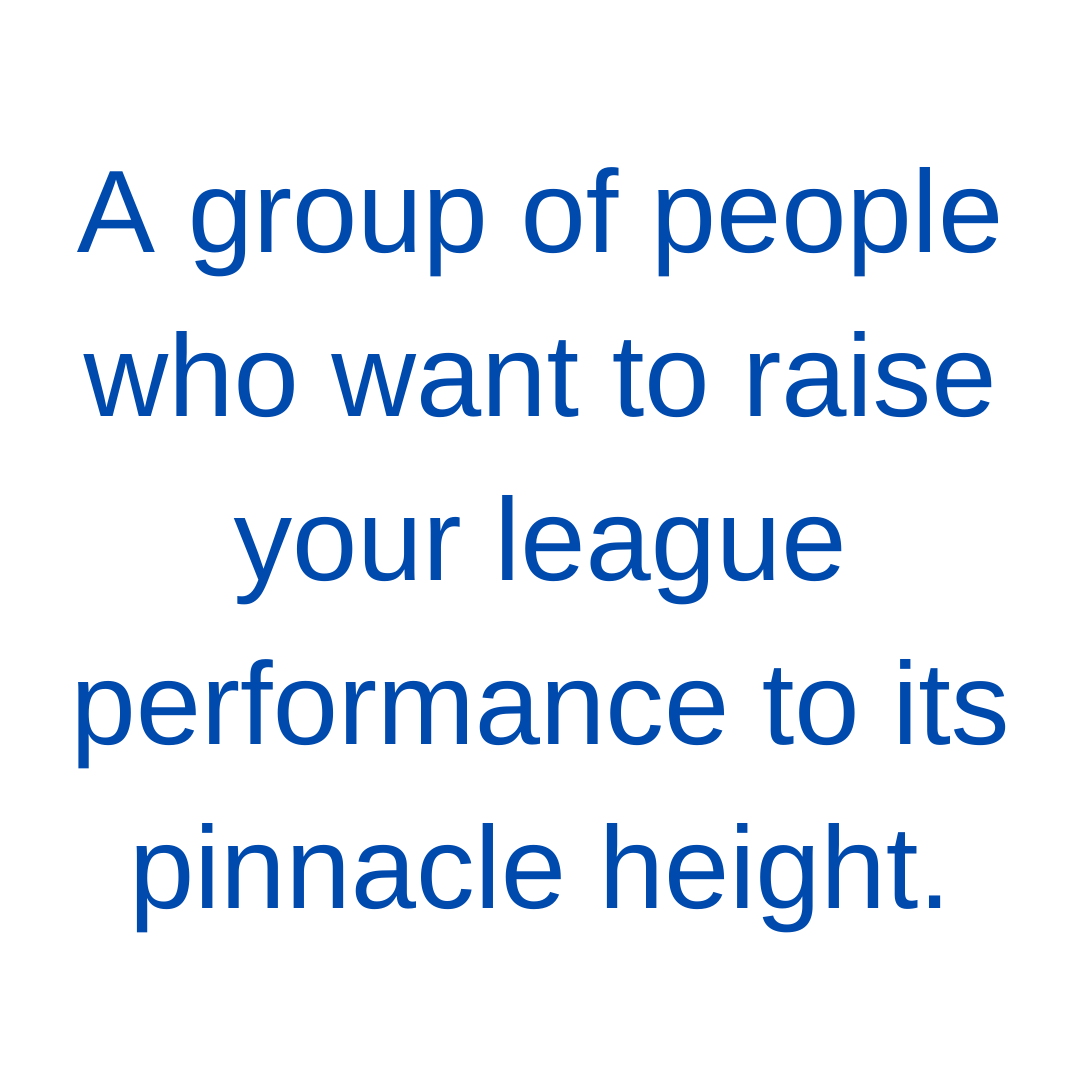 A group of people
who want to raise
your league
performance to its
pinnacle height.